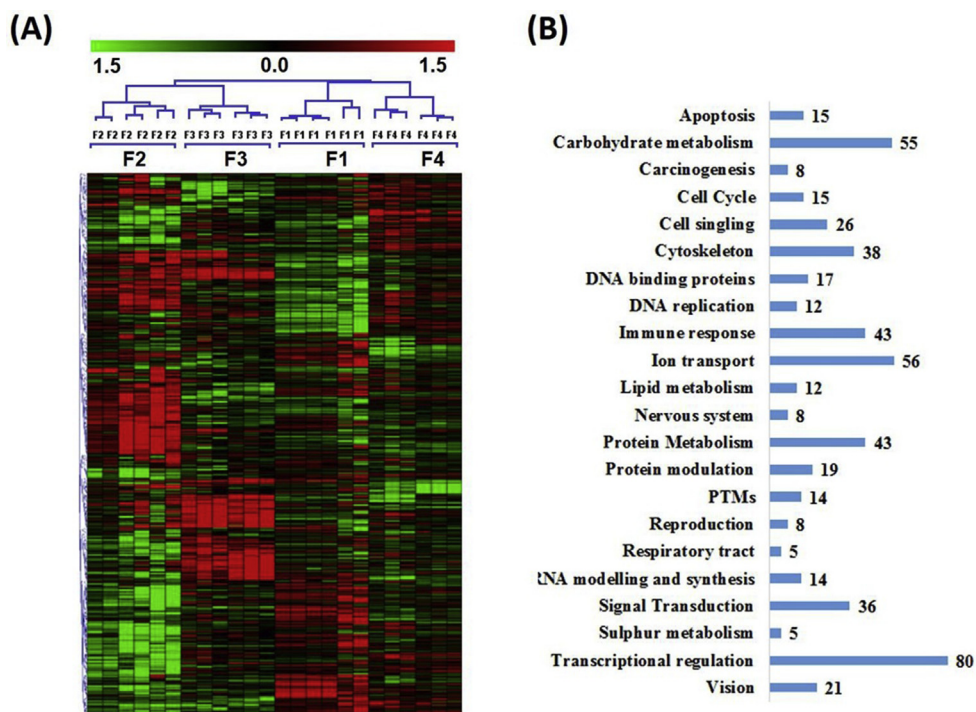 (A)
1.5 0.0 1.5
F2 F2 F2 F2 F2 F2 F3 F3 F3 F3 F3 F3 F1 F1 F1 F1 F1 F1 F4 F4 F4 F4 F4 F4
F2 F3 F1 F4
(B)
Apoptosis 15
Carbohydrate metabolism 55
Carcinogenesis 8
Cell Cycle 15
Cell singling 26
Cytoskeleton 38
DNA binding proteins 17
DNA replication 12
Immune response 43
Ion transport 56
Lipid metabolism 12
Nervous system 8
Protein Metabolism 43
Protein modulation 19
PTMs 14
Reproduction 8
Respiratory tract 5
RNA modelling and synthesis 14
Signal Transduction 36
Sulphur metabolism 5
Transcriptional regulation 80
Vision 21